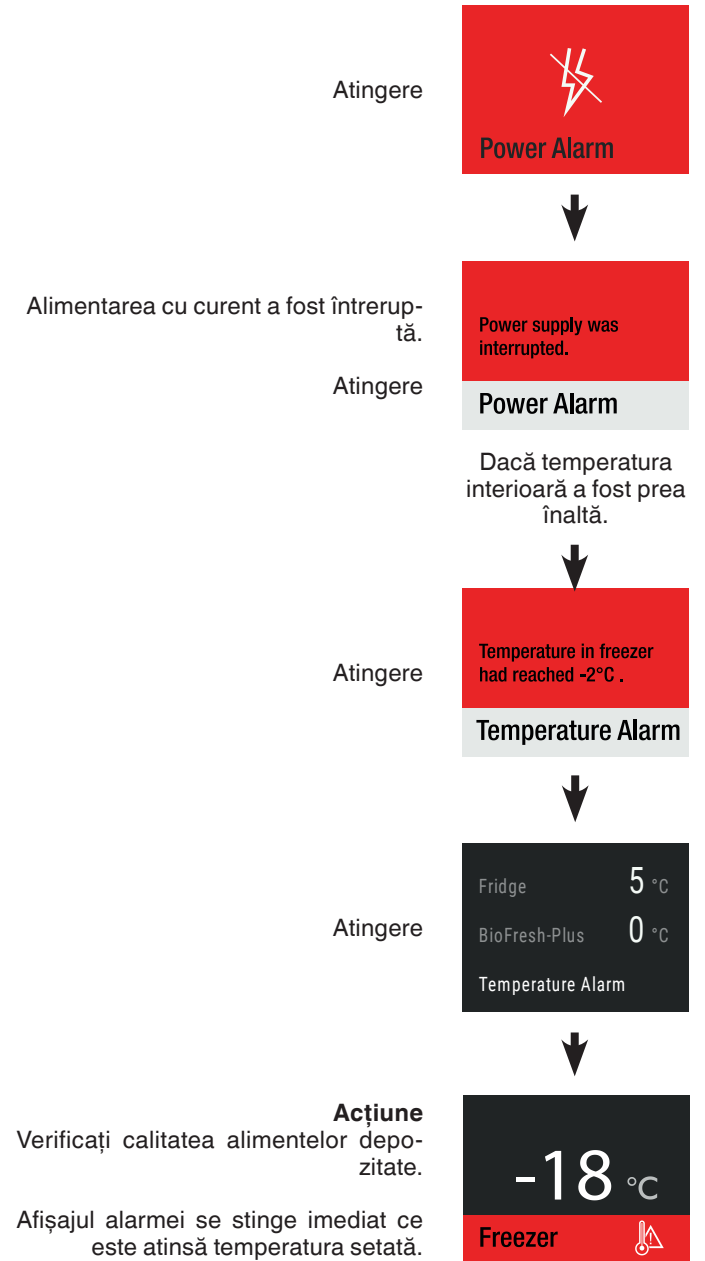 Atingere
Power Alarm
Alimentarea cu curent a fost întrerup-
tă.
Power supply was
interrupted.
Atingere
Power Alarm
Dacă temperatura
interioară a fost prea
înaltă.
Atingere
Temperature in freezer
had reached -2°C .
Temperature Alarm
Atingere
Fridge 5 °C
BioFresh-Plus 0 °C
Temperature Alarm
Acțiune
Verificați calitatea alimentelor depo-
zitate.
Afișajul alarmei se stinge imediat ce
este atinsă temperatura setată.
-18 °C
Freezer